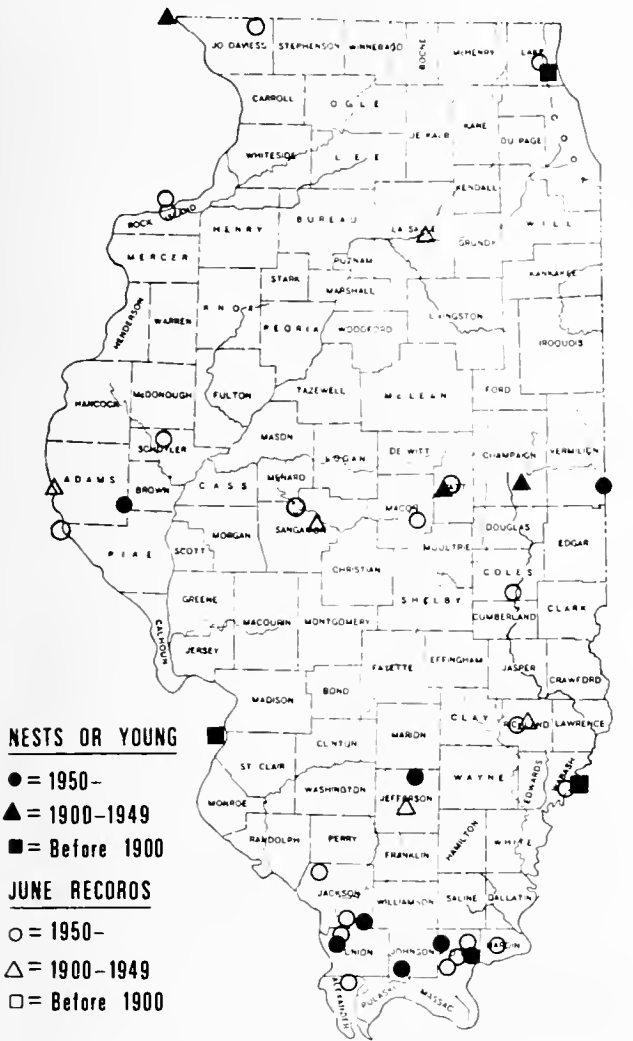 JO DAVIESS STEPHENSON WINNEBAGO BOONE McHENRY LAKE
CARROLL OGLE
DE KALB KANE
DU PAGE
WHITESIDE LEE
KENDALL
ROCK ISLAND HENRY BUREAU LA SALLE GRUNDY WILL
MERCER PUTNAM
STARK MARSHALL KANKAKEE
HENDERSON WARREN KNOX
PEORIA WOODFORD LIVINGSTON
IROQUOIS
HANCOCK McDONOUGH FULTON TAZEWELL McLEAN FORD
MASON
SCHUYLER LOGAN DE WITT CHAMPAIGN VERMILION
ADAMS BROWN CASS MENARD PIATT
MACON
SANGAMON DOUGLAS
PIKE SCOTT MORGAN MOULTRIE EDGAR
CHRISTIAN COLES
GREENE SHELBY CLARK
CALHOUN MACOUPIN MONTGOMERY CUMBERLAND
JERSEY
FAYETTE EFFINGHAM JASPER CRAWFORD
MADISON BOND
CLAY RICHLAND LAWRENCE
NESTS OR YOUNG
CLINTON MARION
● = 1950-
ST. CLAIR WAYNE EDWARDS WABASH
WASHINGTON JEFFERSON
▲ = 1900-1949
MONROE
RANDOLPH PERRY HAMILTON WHITE
■ = Before 1900
FRANKLIN
JUNE RECORDS
JACKSON WILLIAMSON SALINE GALLATIN
○ = 1950-
UNION JOHNSON HARDIN
△ = 1900-1949
ALEXANDER PULASKI MASSAC
□ = Before 1900